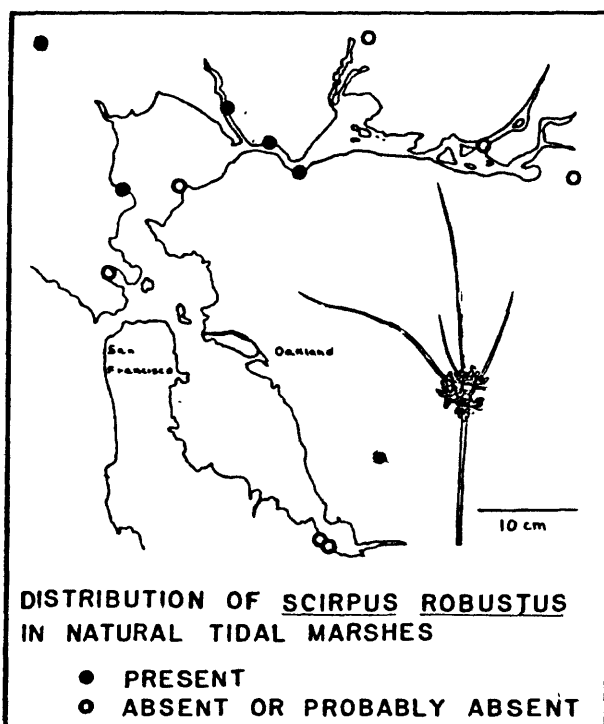 San
Francisco
Oakland
10 cm
DISTRIBUTION OF SCIRPUS ROBUSTUS
IN NATURAL TIDAL MARSHES
PRESENT
ABSENT OR PROBABLY ABSENT